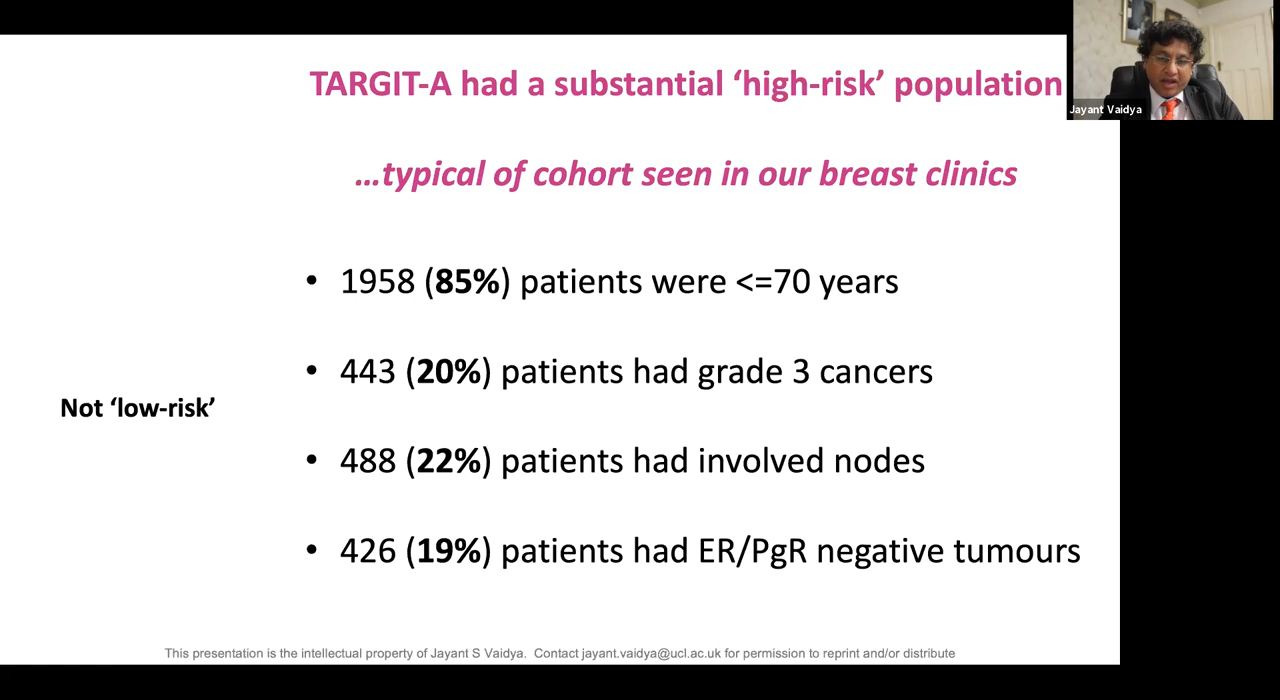 TARGIT-A had a substantial ‘high-risk’ population
Jayant Vaidya
…typical of cohort seen in our breast clinics
• 1958 (85%) patients were <=70 years
• 443 (20%) patients had grade 3 cancers
Not ‘low-risk’
• 488 (22%) patients had involved nodes
• 426 (19%) patients had ER/PgR negative tumours
This presentation is the intellectual property of Jayant S Vaidya. Contact jayant.vaidya@ucl.ac.uk for permission to reprint and/or distribute